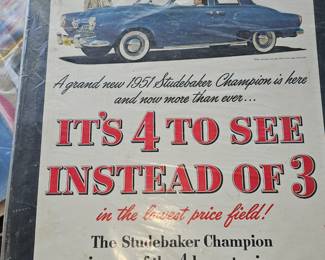 A grand new 1951 Studebaker Champion is here
and now more than ever...
IT'S 4 TO SEE
INSTEAD OF 3
in the lowest price field!
The Studebaker Champion